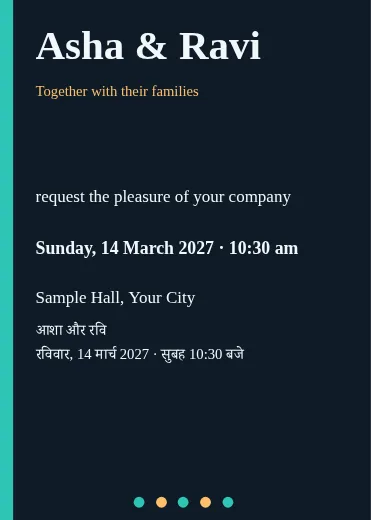 Asha & Ravi
Together with their families
request the pleasure of your company
Sunday, 14 March 2027 · 10:30 am
Sample Hall, Your City
आशा और रवि
रविवार, 14 मार्च 2027 · सुबह 10:30 बजे